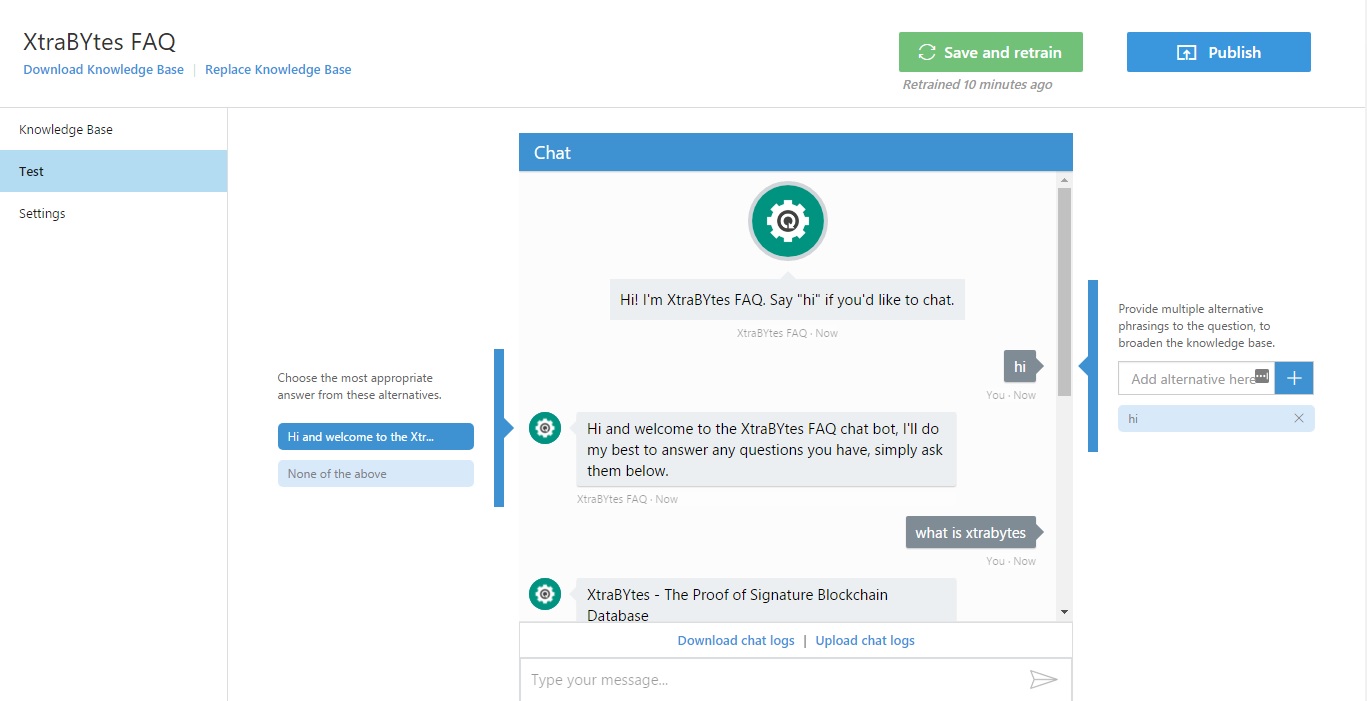 XtraBYtes FAQ
Download Knowledge Base | Replace Knowledge Base
Save and retrain
Publish
Retrained 10 minutes ago
Knowledge Base
Test
Settings
Chat
Hi! I'm XtraBYtes FAQ. Say "hi" if you'd like to chat.
XtraBYtes FAQ · Now
hi
You · Now
Provide multiple alternative
phrasings to the question, to
broaden the knowledge base.
Add alternative here
+
hi
Choose the most appropriate
answer from these alternatives.
Hi and welcome to the Xtr...
None of the above
Hi and welcome to the XtraBYtes FAQ chat bot, I'll do
my best to answer any questions you have, simply ask
them below.
XtraBYtes FAQ · Now
what is xtrabytes
You · Now
XtraBYtes - The Proof of Signature Blockchain
Database
Download chat logs | Upload chat logs
Type your message...